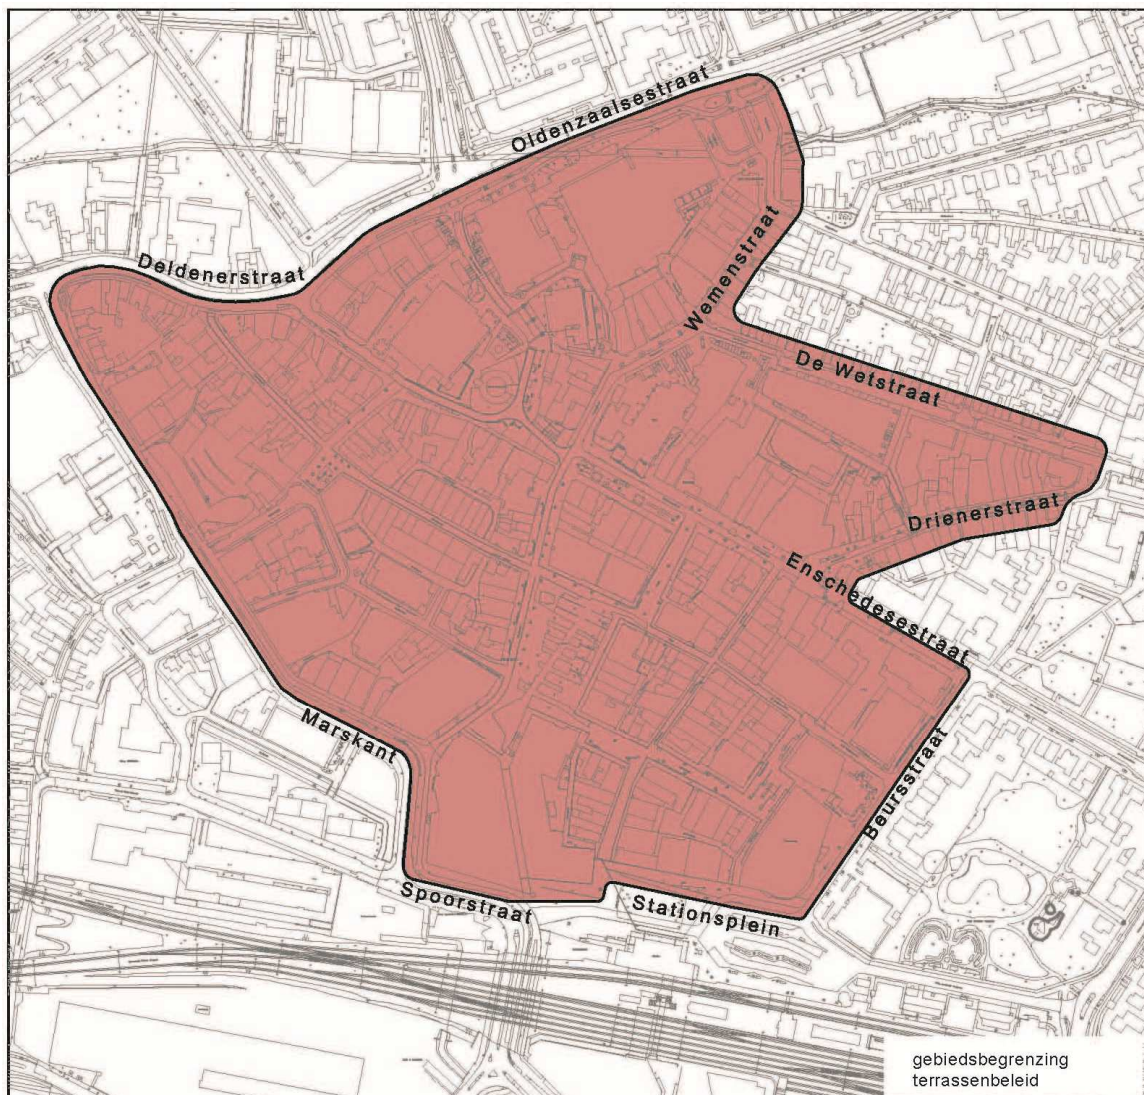 Oldenzaalsestraat
Deldenerstraat
Wemenstraat
De Wetstraat
Drienerstraat
Enschedesestraat
Marskant
Beursstraat
Spoorstraat
Stationsplein
gebiedsbegrenzing
terrassenbeleid